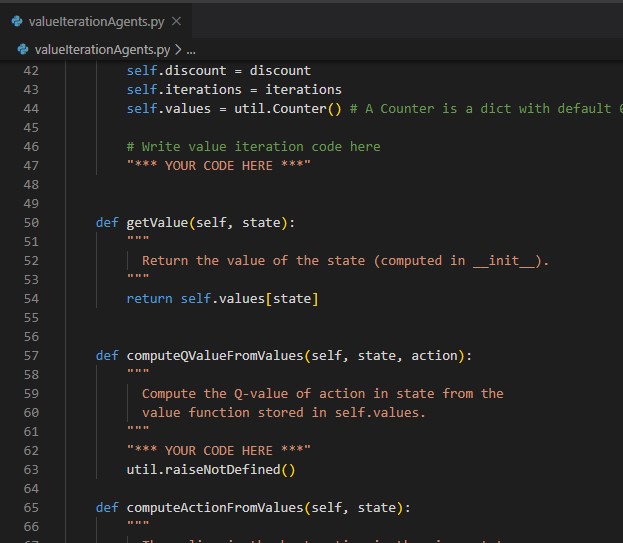 valueIterationAgents.py
valueIterationAgents.py > ...
42 self.discount = discount
43 self.iterations = iterations
44 self.values = util.Counter() # A Counter is a dict with default
45
46 # Write value iteration code here
47 "*** YOUR CODE HERE ***"
48
49
50 def getValue(self, state):
51 """
52 Return the value of the state (computed in __init__).
53 """
54 return self.values[state]
55
56
57 def computeQValueFromValues(self, state, action):
58 """
59 Compute the Q-value of action in state from the
60 value function stored in self.values.
61 """
62 "*** YOUR CODE HERE ***"
63 util.raiseNotDefined()
64
65 def computeActionFromValues(self, state):
66 """